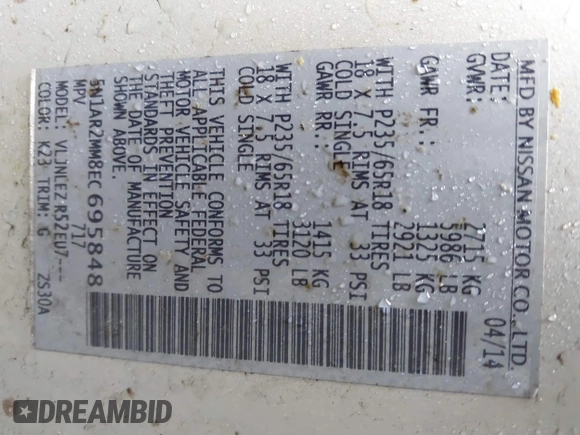 MFD BY NISSAN MOTOR CO., LTD.
DATE: 04/14
GVWR: 2715 KG
5986 LB
GAWR FR.: 1325 KG
2921 LB
WITH P235/65R18 TIRES
18 X 7.5 RIMS AT 33 PSI
COLD SINGLE
GAWR RR.: 1415 KG
3120 LB
WITH P235/65R18 TIRES
18 X 7.5 RIMS AT 33 PSI
COLD SINGLE
THIS VEHICLE CONFORMS TO
ALL APPLICABLE FEDERAL
MOTOR VEHICLE SAFETY AND
THEFT PREVENTION
STANDARDS IN EFFECT ON
THE DATE OF MANUFACTURE
SHOWN ABOVE.
5N1AR2MM8EC695848
MPV 717
MODEL: VLJNLEZ R52EU7---
COLOR: K23 TRIM: G 2S30A
DREAMBID